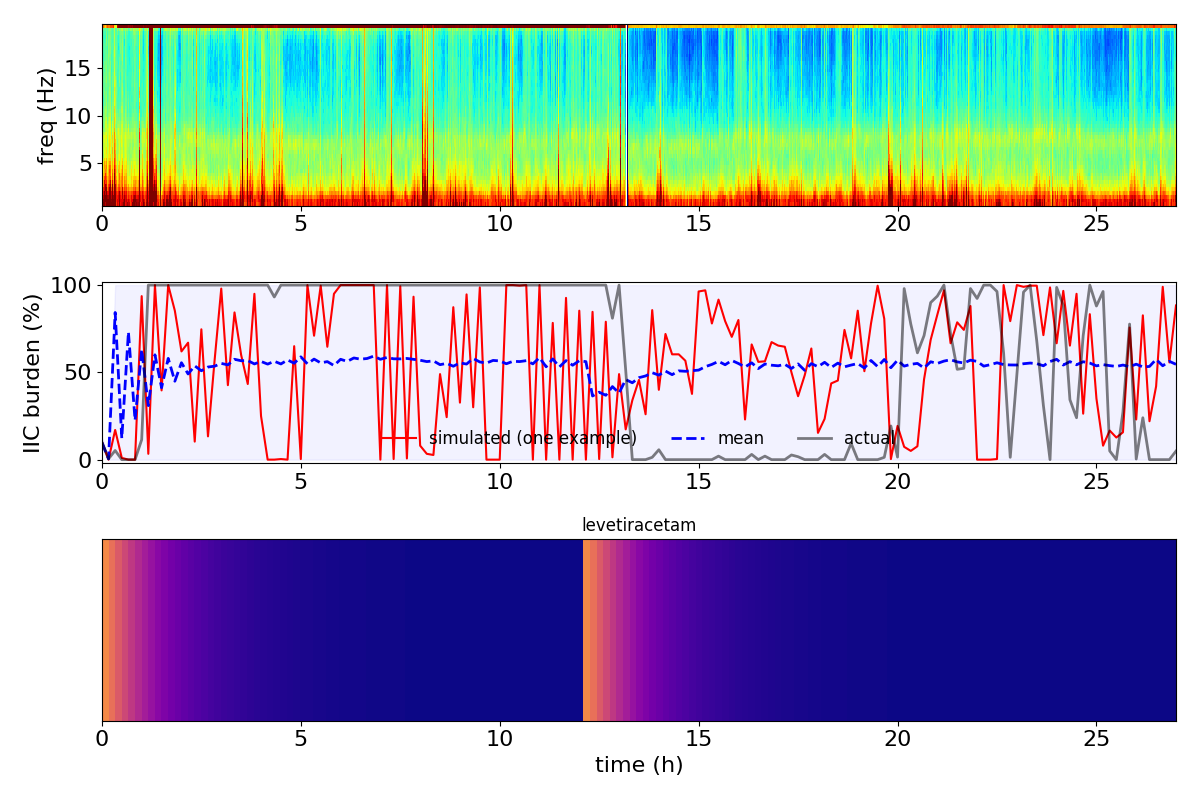 freq (Hz)
15
10
5
0 5 10 15 20 25
IIC burden (%)
100
50
0
simulated (one example) mean actual
0 5 10 15 20 25
levetiracetam
0 5 10 15 20 25
time (h)